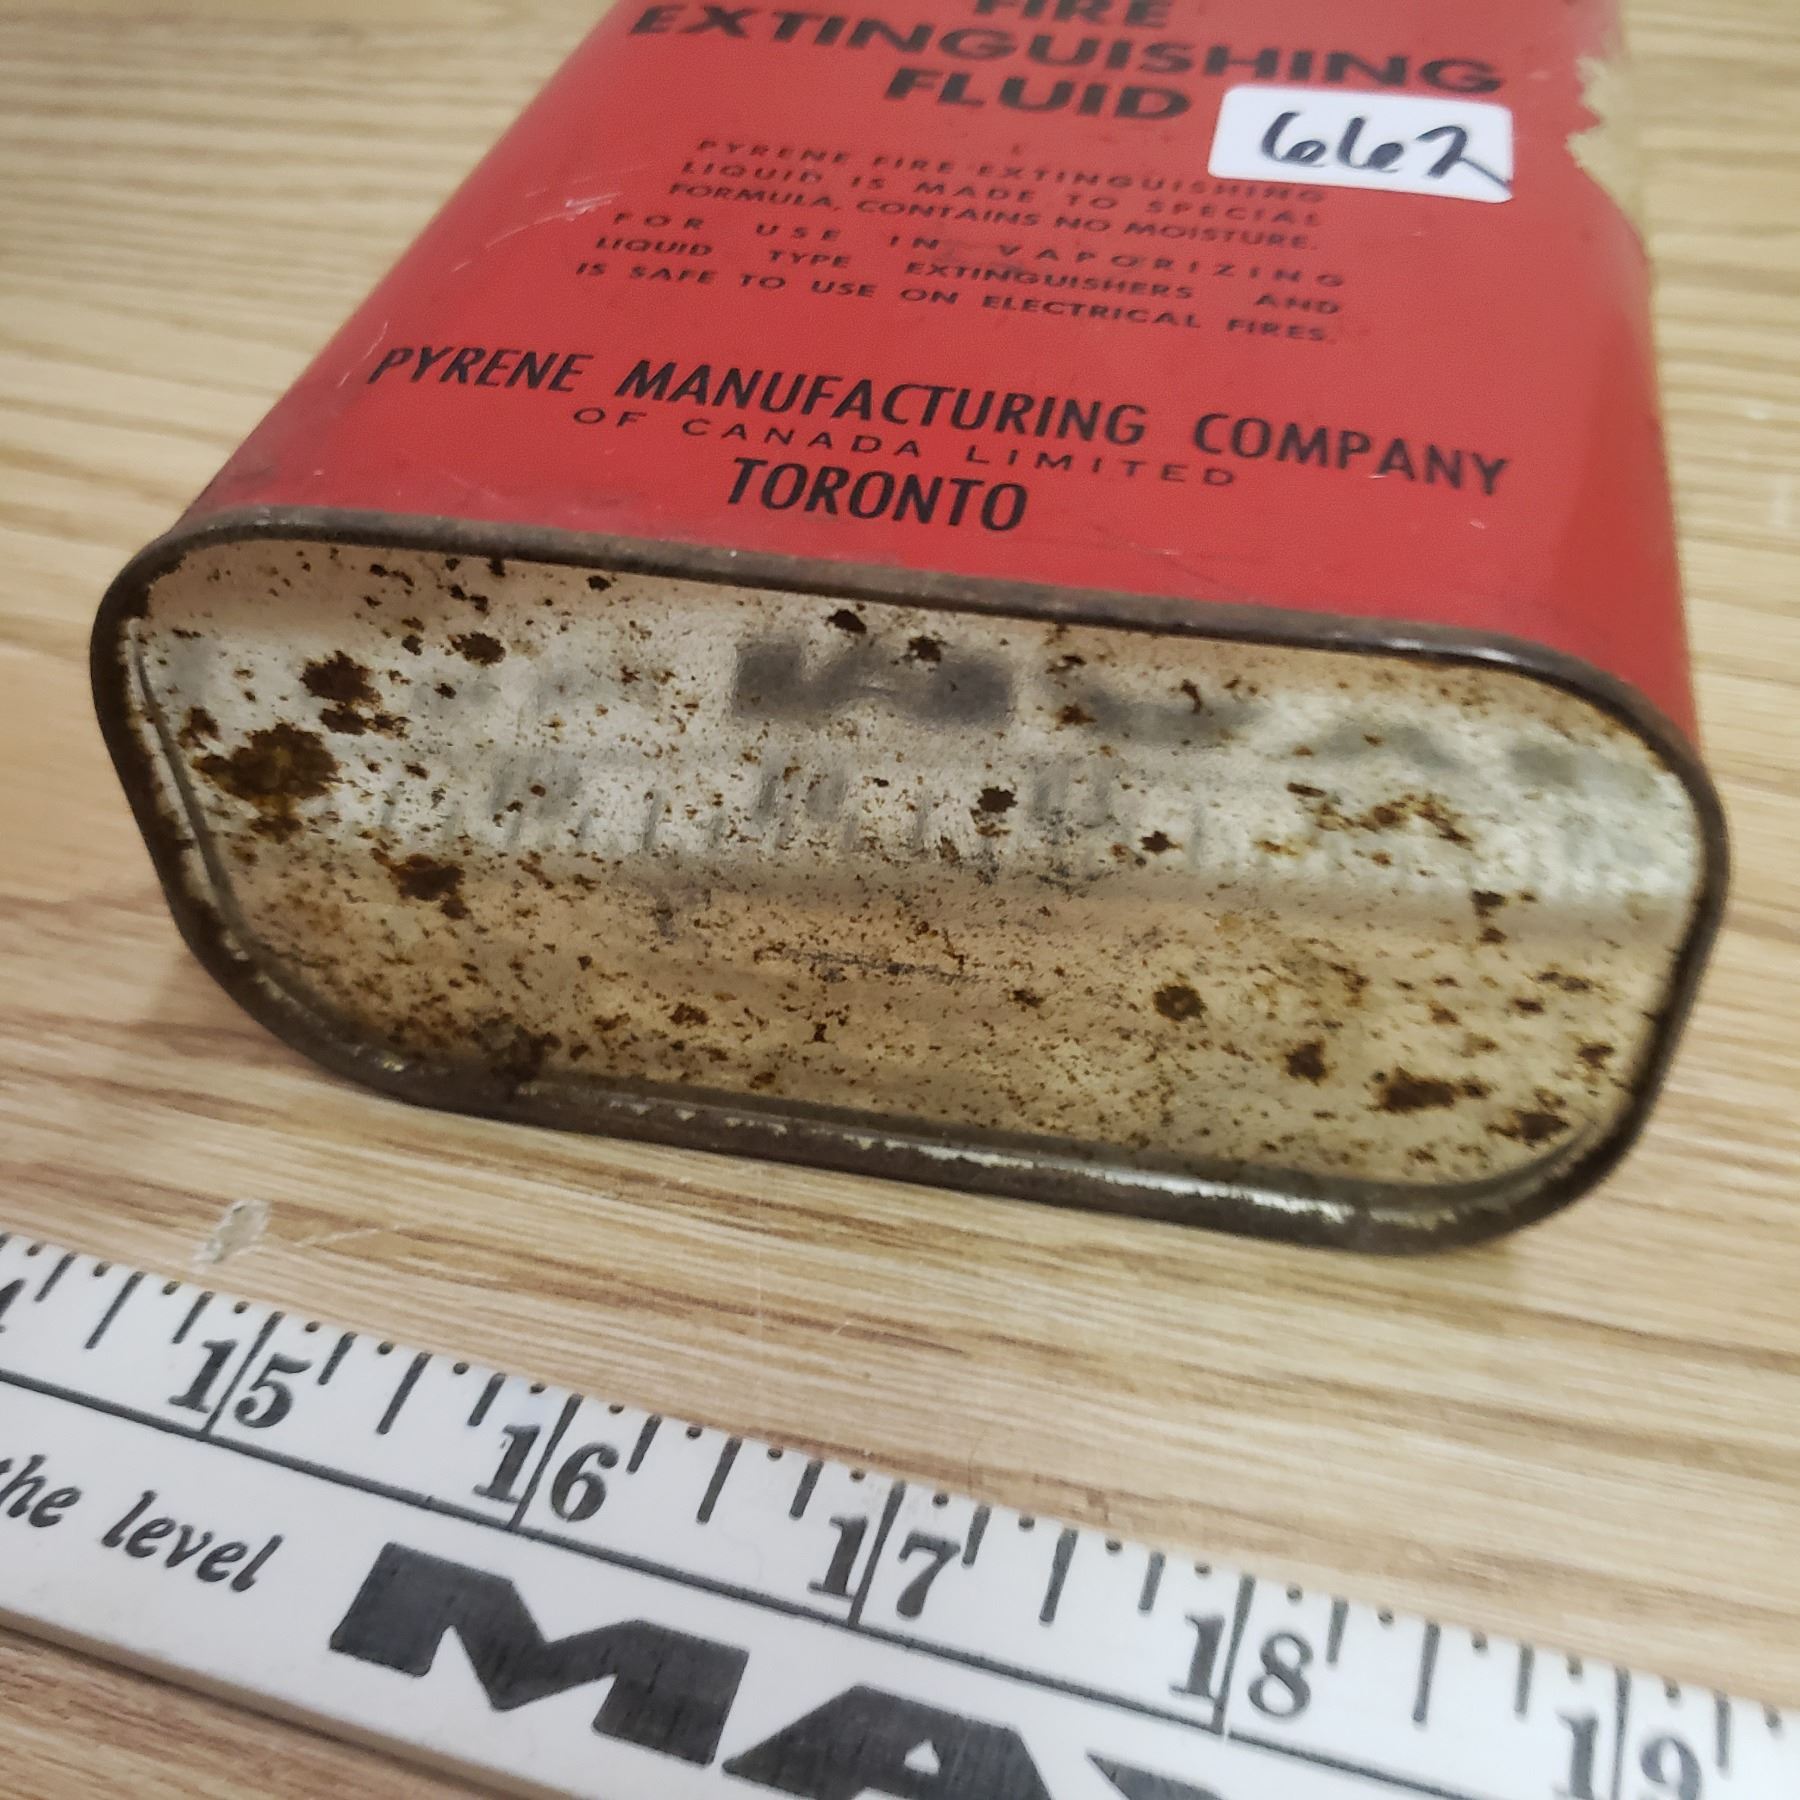 FIRE
EXTINGUISHING
FLUID
662
PYRENE FIRE EXTINGUISHING
LIQUID IS MADE TO SPECIAL
FORMULA, CONTAINS NO MOISTURE.
FOR USE IN VAPORIZING
LIQUID TYPE EXTINGUISHERS AND
IS SAFE TO USE ON ELECTRICAL FIRES.
PYRENE MANUFACTURING COMPANY
OF CANADA LIMITED
TORONTO
15 16 17 18 19
the level
MA